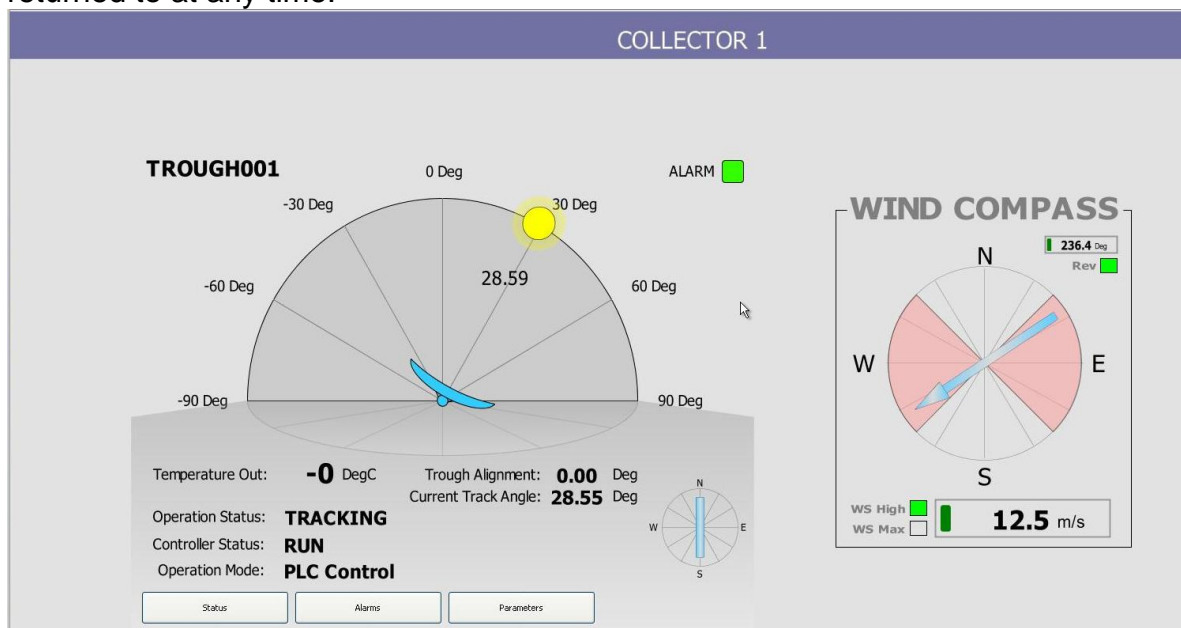 returned to at any time.
COLLECTOR 1
TROUGH001
0 Deg
ALARM
-30 Deg
30 Deg
-60 Deg
28.59
60 Deg
-90 Deg
90 Deg
Temperature Out: -0 DegC
Trough Alignment: 0.00 Deg
Current Track Angle: 28.55 Deg
Operation Status: TRACKING
Controller Status: RUN
Operation Mode: PLC Control
N
W E
S
Status Alarms Parameters
WIND COMPASS
236.4 Deg
Rev
N
W E
S
WS High
WS Max
12.5 m/s